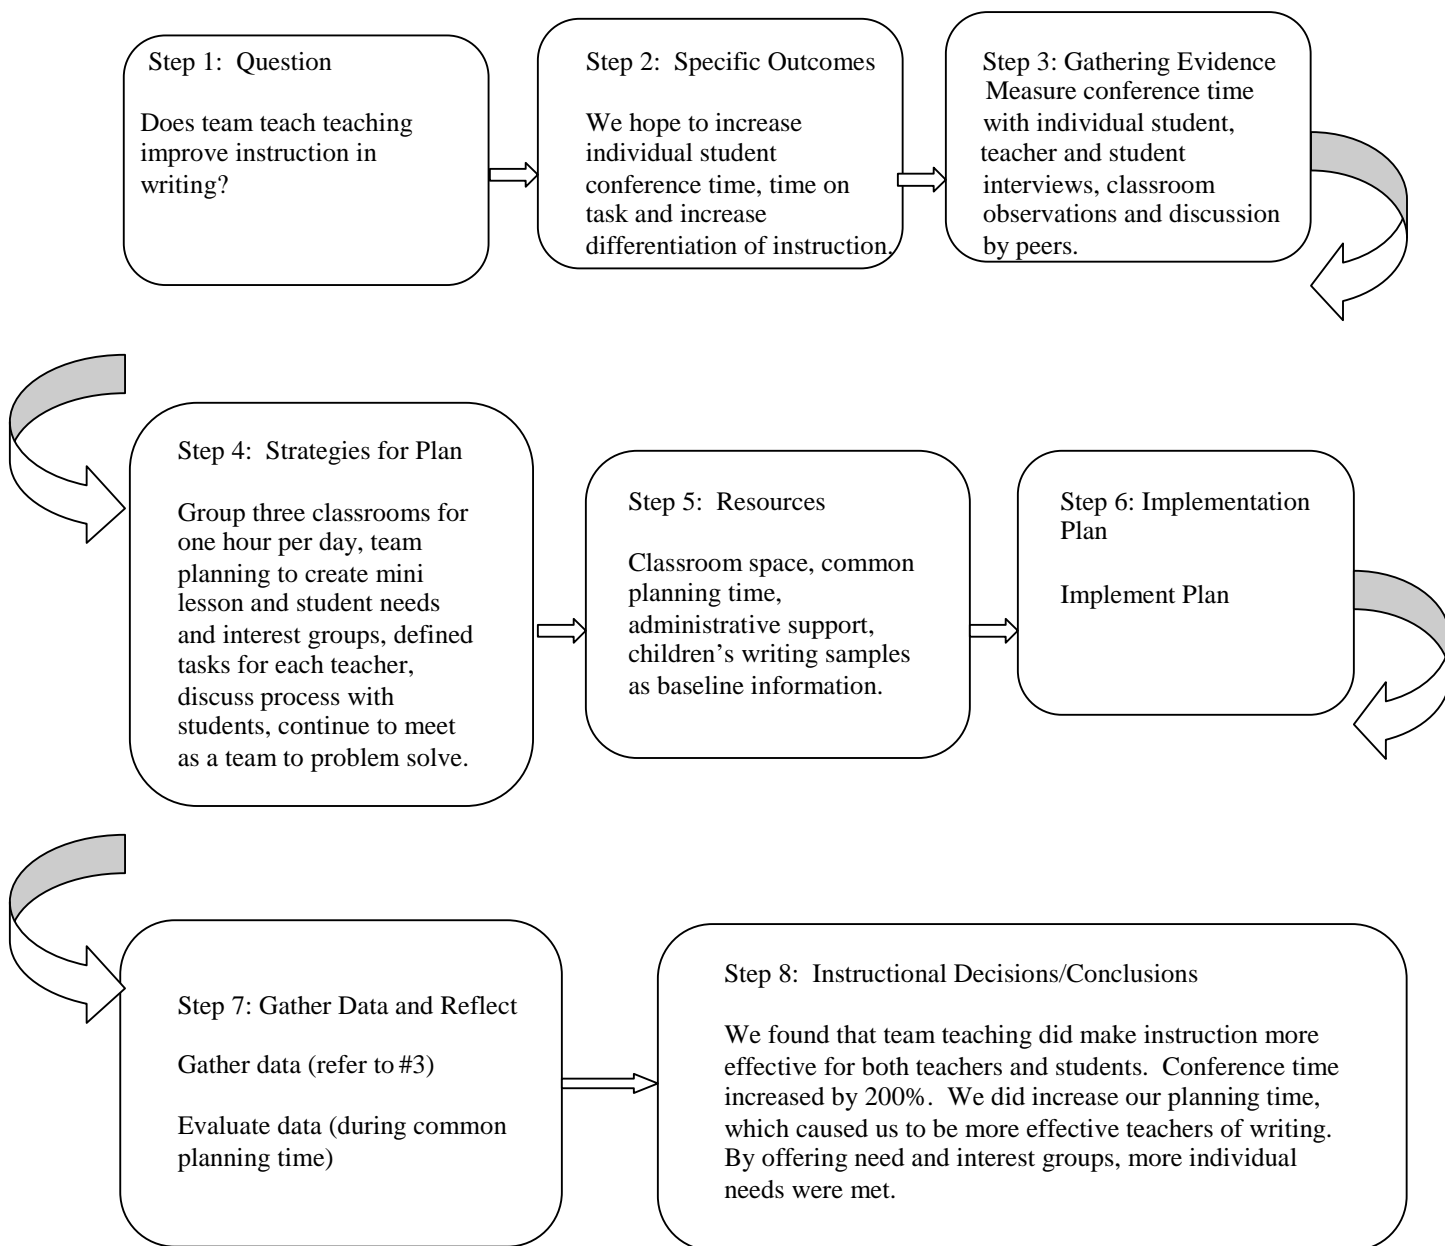 Step 1:  Question
Does team teach teaching
improve instruction in
writing?
Step 2:  Specific Outcomes
We hope to increase
individual student
conference time, time on
task and increase
differentiation of instruction.
Step 3: Gathering Evidence
Measure conference time
with individual student,
teacher and student
interviews, classroom
observations and discussion
by peers.
Step 4:  Strategies for Plan
Group three classrooms for
one hour per day, team
planning to create mini
lesson and student needs
and interest groups, defined
tasks for each teacher,
discuss process with
students, continue to meet
as a team to problem solve.
Step 5:  Resources
Classroom space, common
planning time,
administrative support,
children’s writing samples
as baseline information.
Step 6: Implementation
Plan
Implement Plan
Step 7: Gather Data and Reflect
Gather data (refer to #3)
Evaluate data (during common
planning time)
Step 8:  Instructional Decisions/Conclusions
We found that team teaching did make instruction more
effective for both teachers and students.  Conference time
increased by 200%.  We did increase our planning time,
which caused us to be more effective teachers of writing.
By offering need and interest groups, more individual
needs were met.